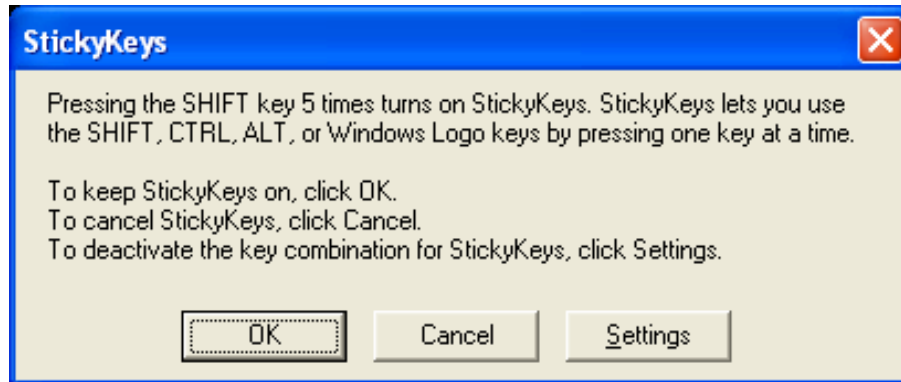 StickyKeys
Pressing the SHIFT key 5 times turns on StickyKeys. StickyKeys lets you use
the SHIFT, CTRL, ALT, or Windows Logo keys by pressing one key at a time.
To keep StickyKeys on, click OK.
To cancel StickyKeys, click Cancel.
To deactivate the key combination for StickyKeys, click Settings.
OK Cancel Settings